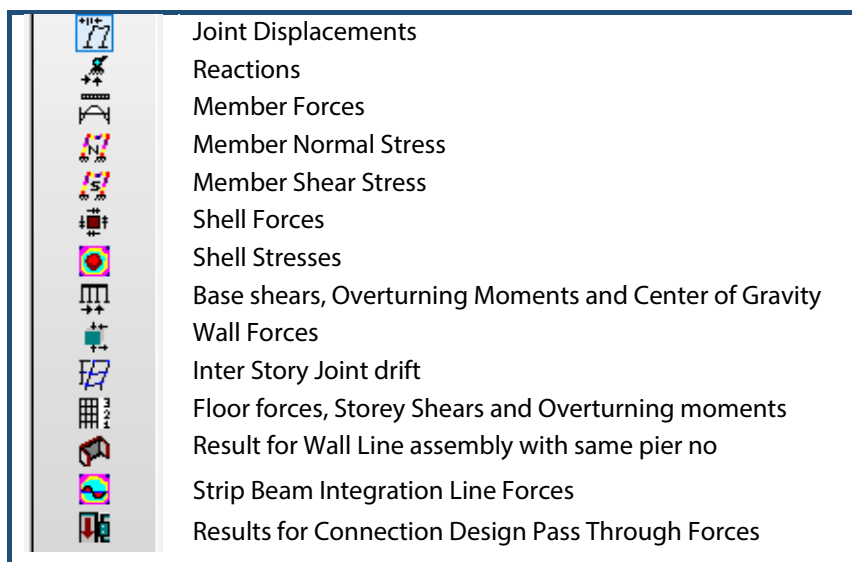 Joint Displacements
Reactions
Member Forces
N
Member Normal Stress
S
Member Shear Stress
Shell Forces
Shell Stresses
Base shears, Overturning Moments and Center of Gravity
Wall Forces
Inter Story Joint drift
3
2
1
Floor forces, Storey Shears and Overturning moments
Result for Wall Line assembly with same pier no
Strip Beam Integration Line Forces
Results for Connection Design Pass Through Forces